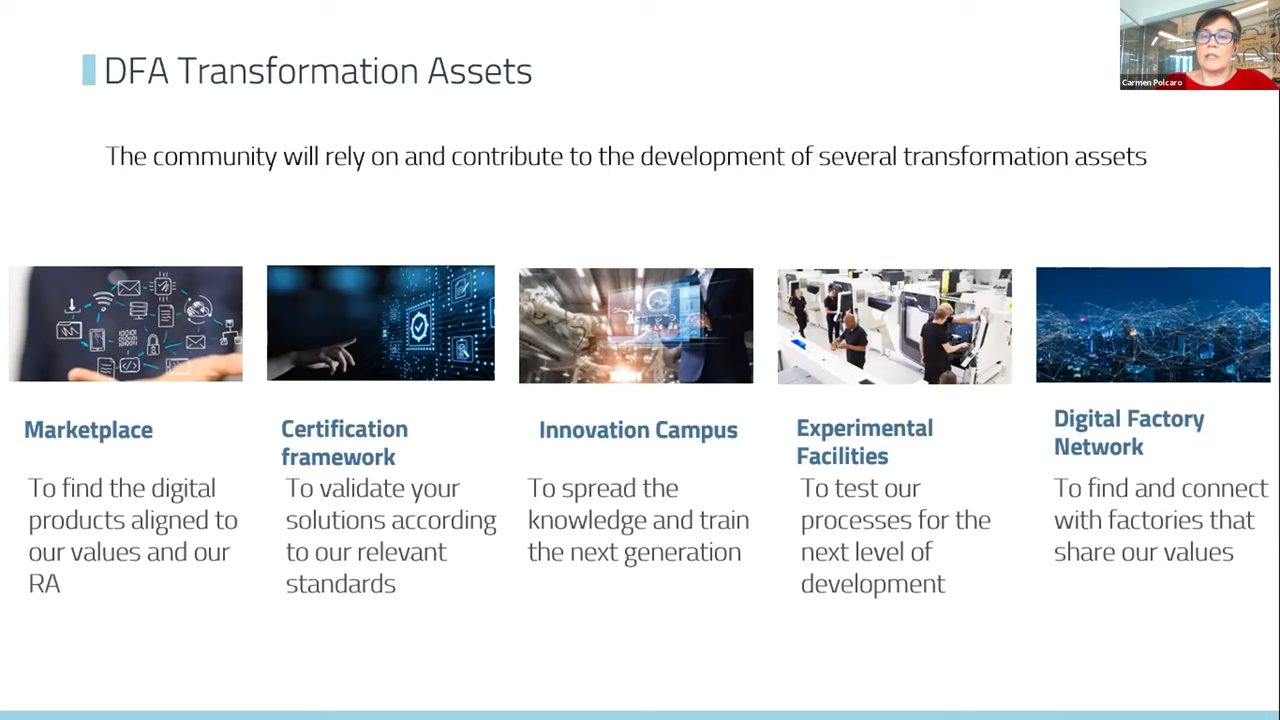 DFA Transformation Assets
Carmen Polcaro
The community will rely on and contribute to the development of several transformation assets
Marketplace
To find the digital
products aligned to
our values and our
RA
Certification
framework
To validate your
solutions according
to our relevant
standards
Innovation Campus
To spread the
knowledge and train
the next generation
Experimental
Facilities
To test our
processes for the
next level of
development
Digital Factory
Network
To find and connect
with factories that
share our values